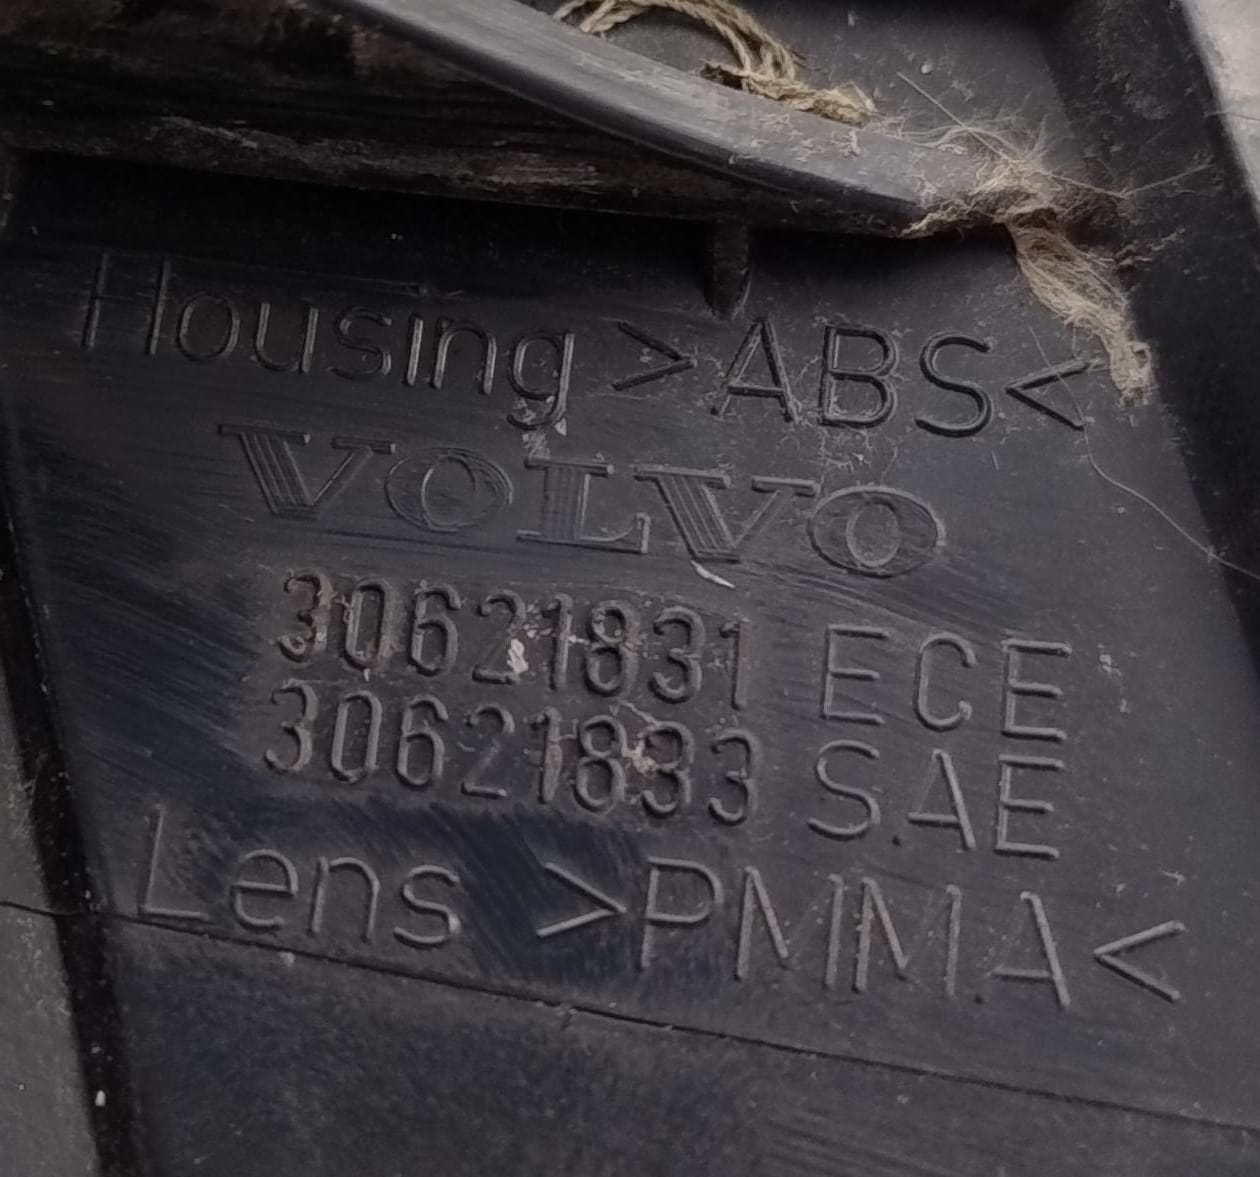 Housing >ABS<
VOLVO
30621831 ECE
30621833 SAE
Lens >PMMA<